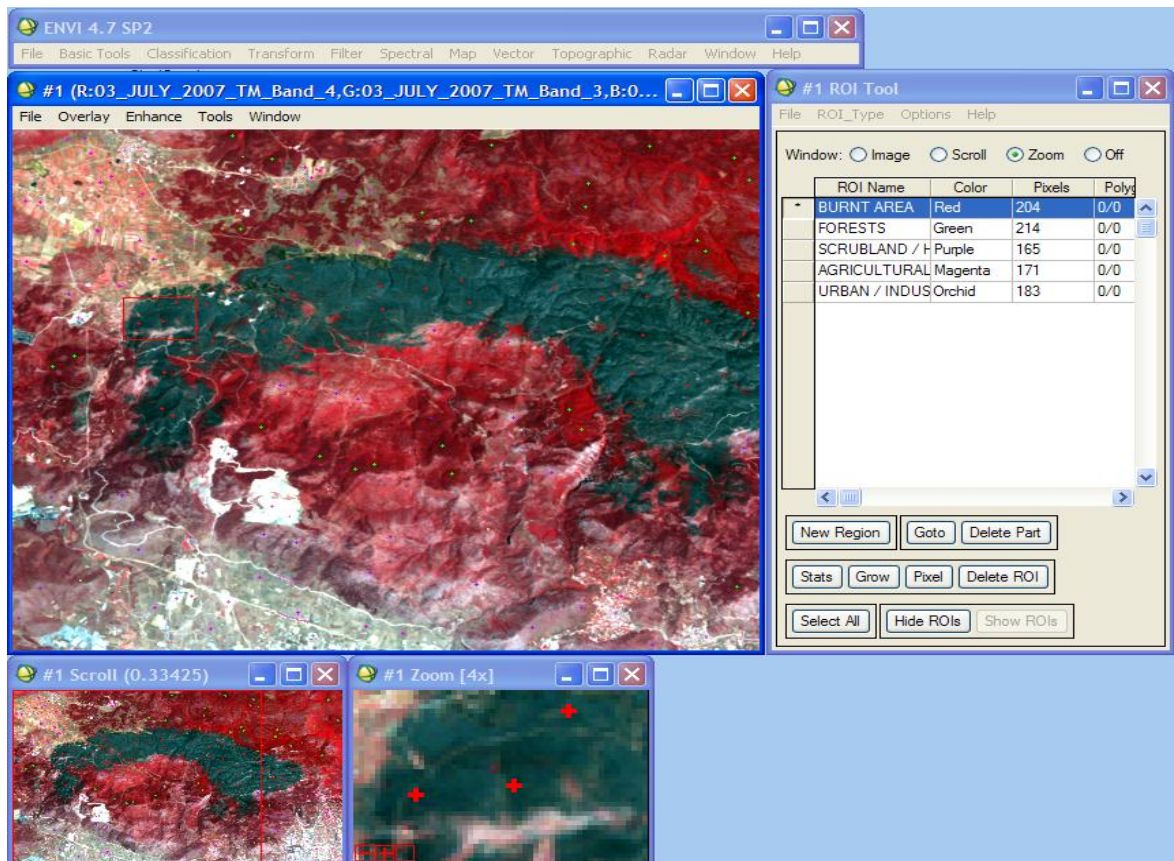 ENVI 4.7 SP2
File Basic Tools Classification Transform Filter Spectral Map Vector Topographic Radar Window Help
#1 (R:03_JULY_2007_TM_Band_4,G:03_JULY_2007_TM_Band_3,B:0...
File Overlay Enhance Tools Window
#1 ROI Tool
File ROI_Type Options Help
Window: Image Scroll Zoom Off
ROI Name Color Pixels Polyg
* BURNT AREA Red 204 0/0
FORESTS Green 214 0/0
SCRUBLAND / H Purple 165 0/0
AGRICULTURAL Magenta 171 0/0
URBAN / INDUS Orchid 183 0/0
New Region Goto Delete Part
Stats Grow Pixel Delete ROI
Select All Hide ROIs Show ROIs
#1 Scroll (0.33425)
#1 Zoom [4x]